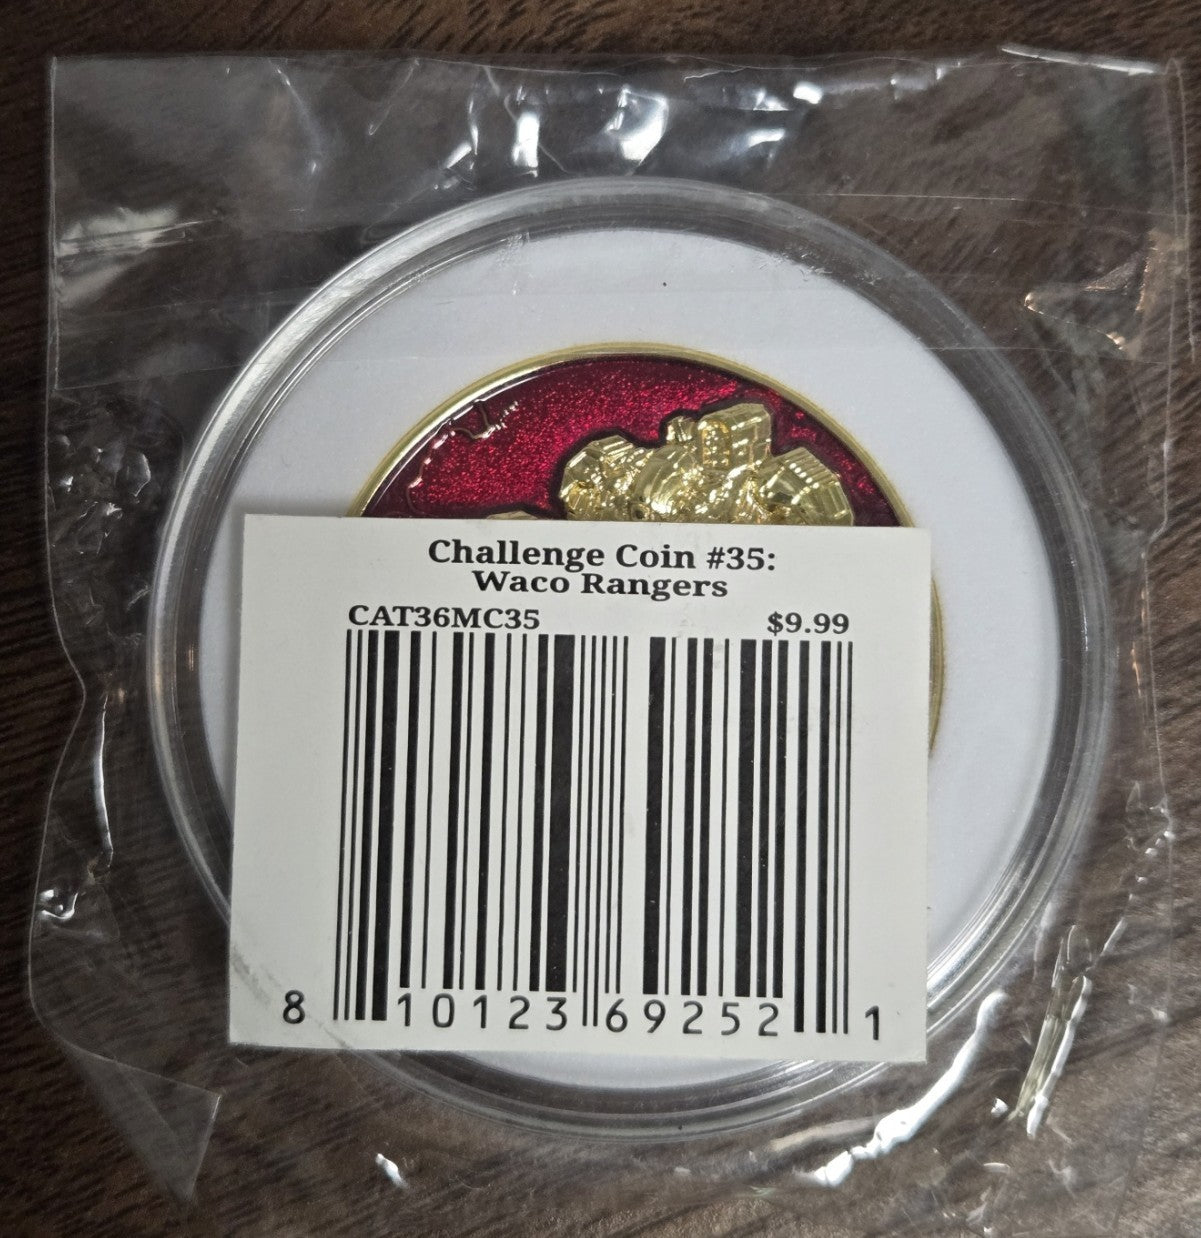 Challenge Coin #35:
Waco Rangers
CAT36MC35 $9.99
8 10123 69252 1